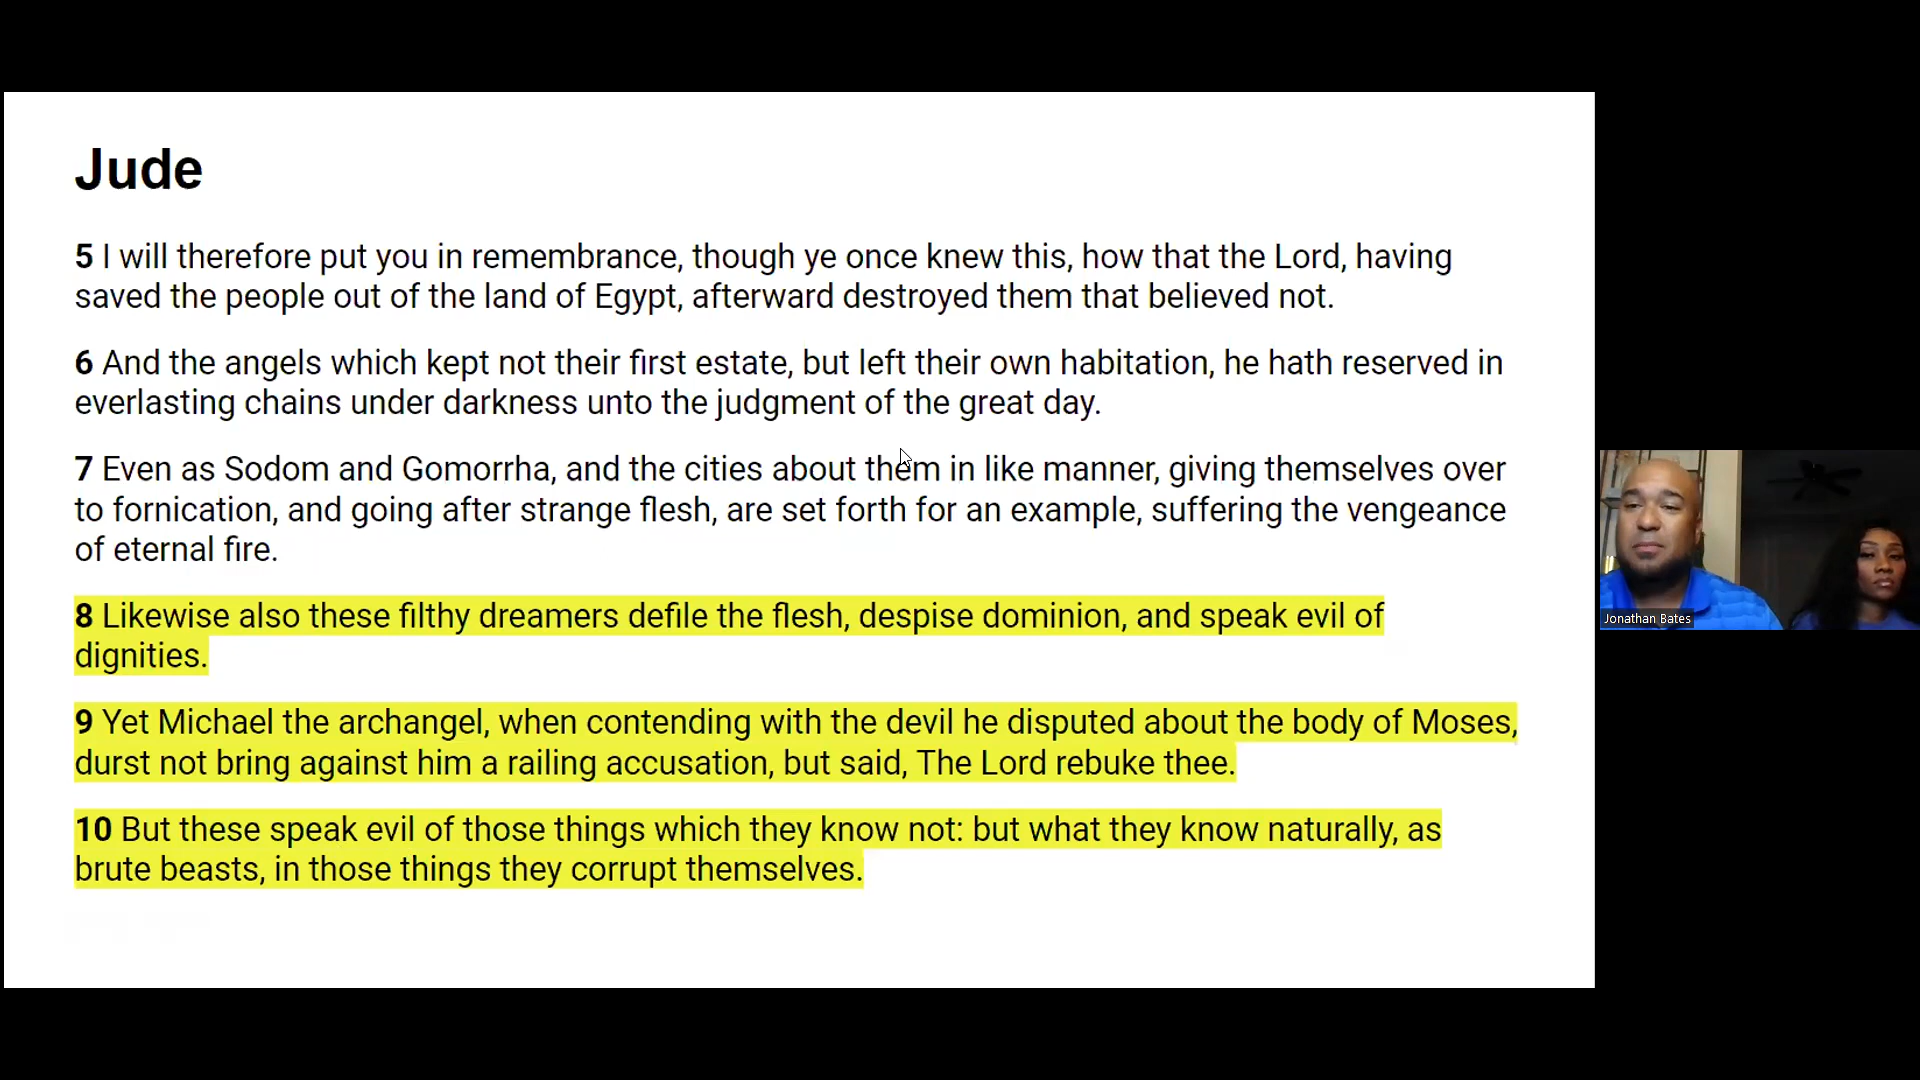 Jude
5 I will therefore put you in remembrance, though ye once knew this, how that the Lord, having
saved the people out of the land of Egypt, afterward destroyed them that believed not.
6 And the angels which kept not their first estate, but left their own habitation, he hath reserved in
everlasting chains under darkness unto the judgment of the great day.
7 Even as Sodom and Gomorrha, and the cities about them in like manner, giving themselves over
to fornication, and going after strange flesh, are set forth for an example, suffering the vengeance
of eternal fire.
8 Likewise also these filthy dreamers defile the flesh, despise dominion, and speak evil of
dignities.
9 Yet Michael the archangel, when contending with the devil he disputed about the body of Moses,
durst not bring against him a railing accusation, but said, The Lord rebuke thee.
10 But these speak evil of those things which they know not: but what they know naturally, as
brute beasts, in those things they corrupt themselves.
Jonathan Bates